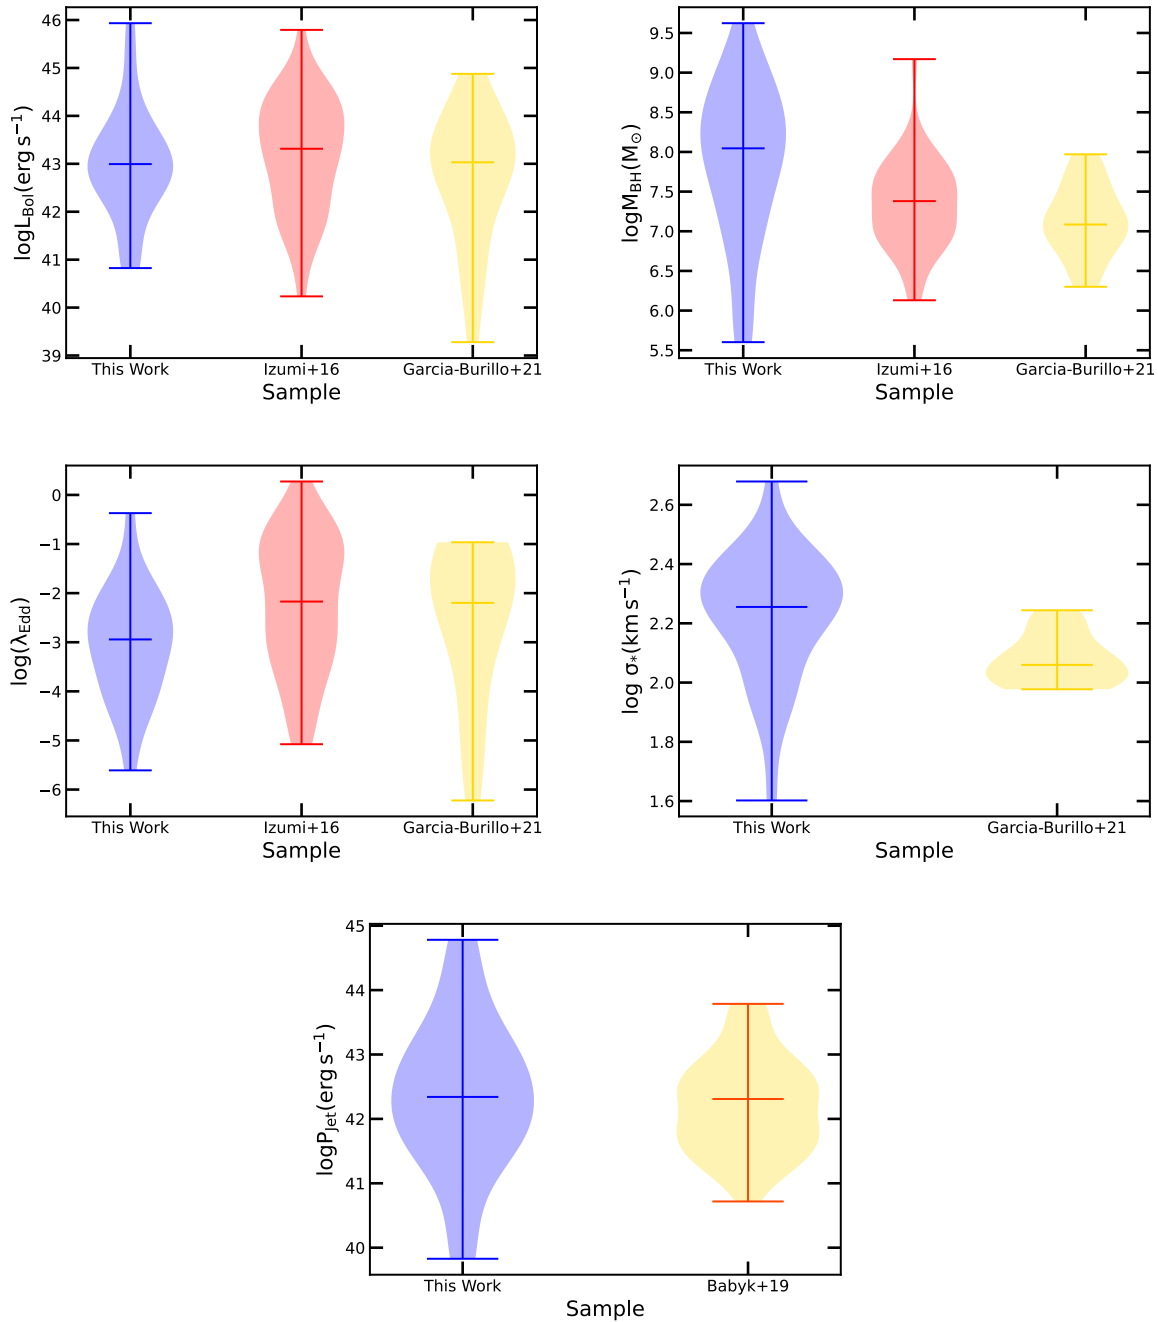 46
45
44
43
42
41
40
39
logL_Bol(erg s⁻¹)
This Work Izumi+16 Garcia-Burillo+21
Sample
9.5
9.0
8.5
8.0
7.5
7.0
6.5
6.0
5.5
logM_BH(M_⊙)
This Work Izumi+16 Garcia-Burillo+21
Sample
0
−1
−2
−3
−4
−5
−6
log(λ_Edd)
This Work Izumi+16 Garcia-Burillo+21
Sample
2.6
2.4
2.2
2.0
1.8
1.6
log σ_*(km s⁻¹)
This Work Garcia-Burillo+21
Sample
45
44
43
42
41
40
logP_Jet(erg s⁻¹)
This Work Babyk+19
Sample